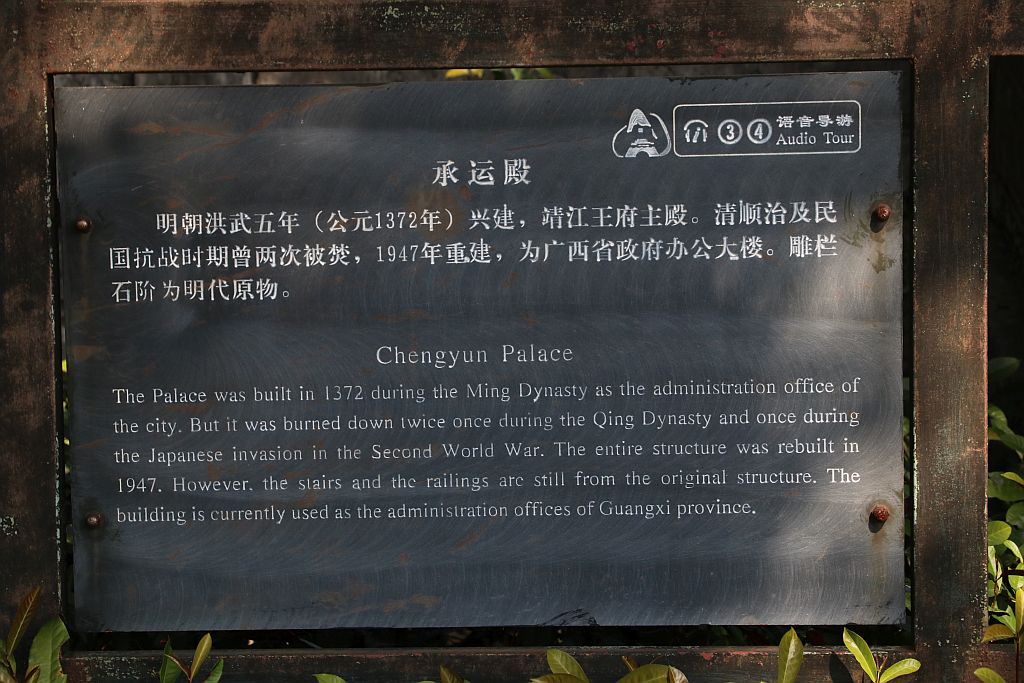 ③④ 语音导游
Audio Tour
承运殿
明朝洪武五年（公元1372年）兴建，靖江王府主殿。清顺治及民
国抗战时期曾两次被焚，1947年重建，为广西省政府办公大楼。雕栏
石阶为明代原物。
Chengyun Palace
The Palace was built in 1372 during the Ming Dynasty as the administration office of
the city. But it was burned down twice once during the Qing Dynasty and once during
the Japanese invasion in the Second World War. The entire structure was rebuilt in
1947. However, the stairs and the railings are still from the original structure. The
building is currently used as the administration offices of Guangxi province.